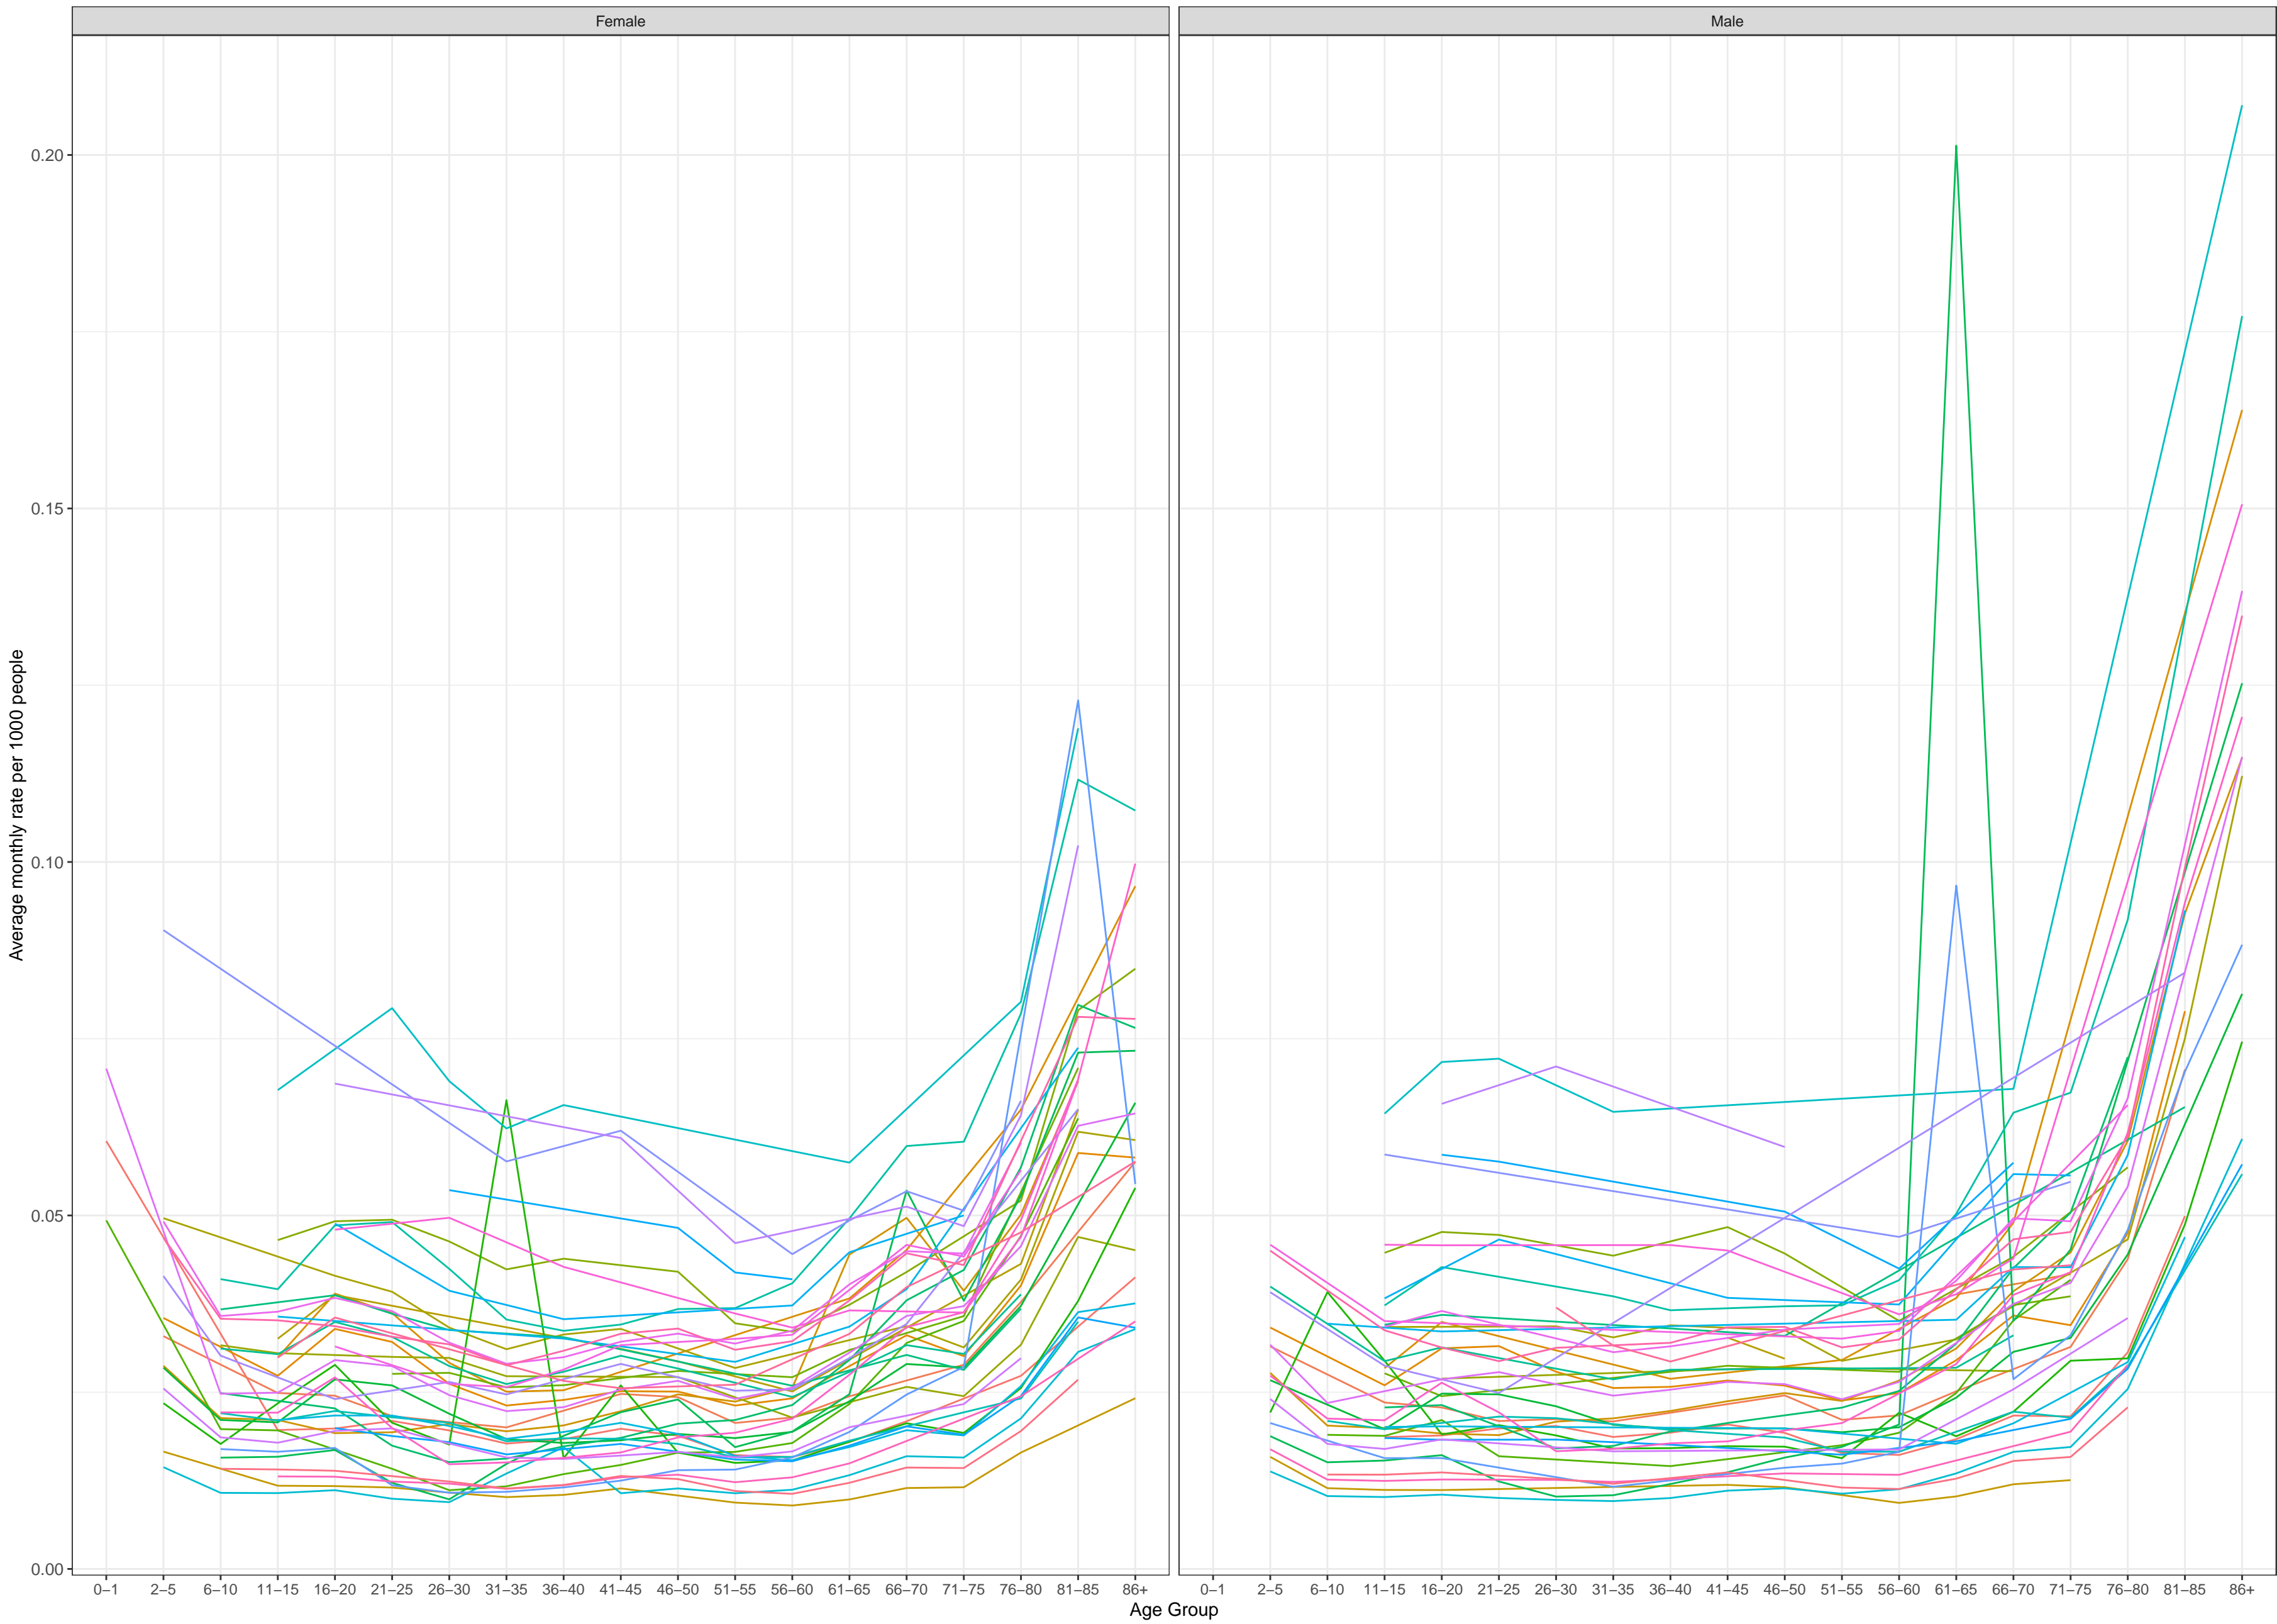 Female Male
Average monthly rate per 1000 people
0.20
0.15
0.10
0.05
0.00
0–1 2–5 6–10 11–15 16–20 21–25 26–30 31–35 36–40 41–45 46–50 51–55 56–60 61–65 66–70 71–75 76–80 81–85 86+ 0–1 2–5 6–10 11–15 16–20 21–25 26–30 31–35 36–40 41–45 46–50 51–55 56–60 61–65 66–70 71–75 76–80 81–85 86+
Age Group